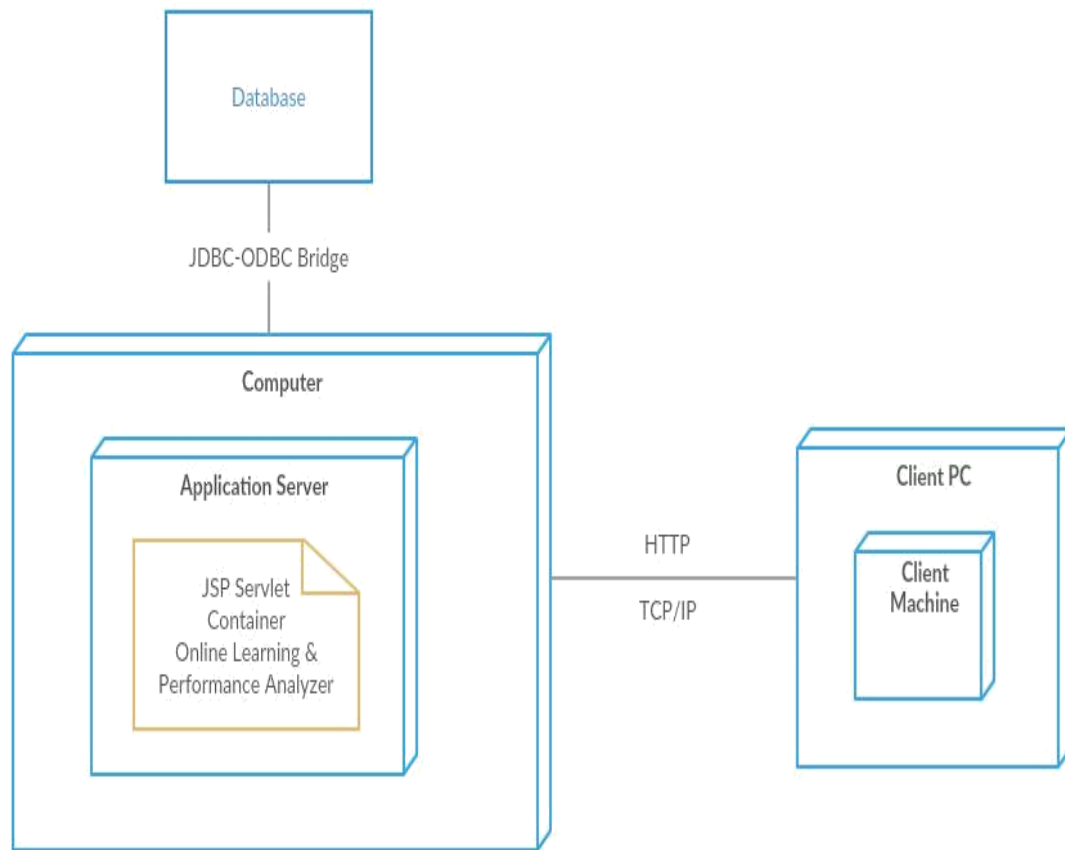 Database
JDBC-ODBC Bridge
Computer
Application Server
JSP Servlet
Container
Online Learning &
Performance Analyzer
HTTP
TCP/IP
Client PC
Client
Machine